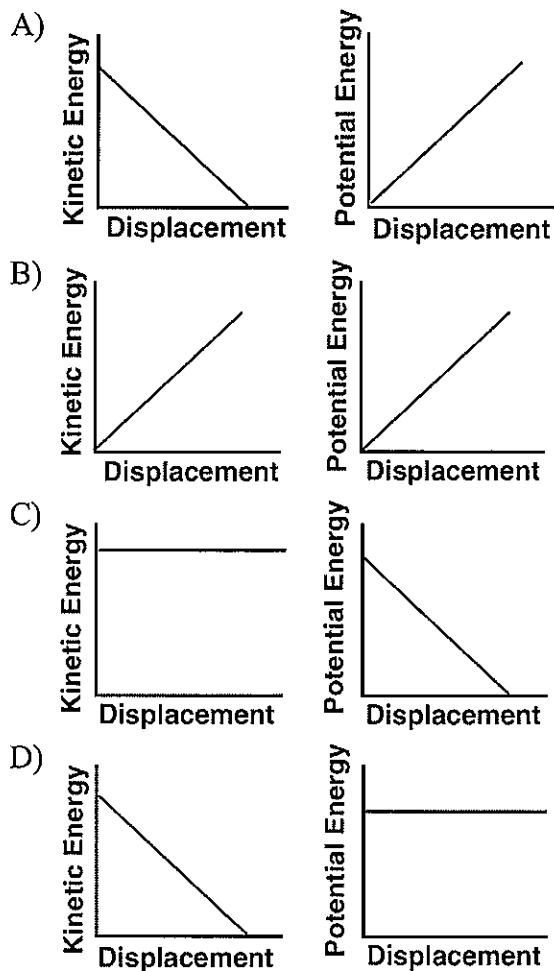 A)
Kinetic Energy
Displacement
Potential Energy
Displacement
B)
Kinetic Energy
Displacement
Potential Energy
Displacement
C)
Kinetic Energy
Displacement
Potential Energy
Displacement
D)
Kinetic Energy
Displacement
Potential Energy
Displacement